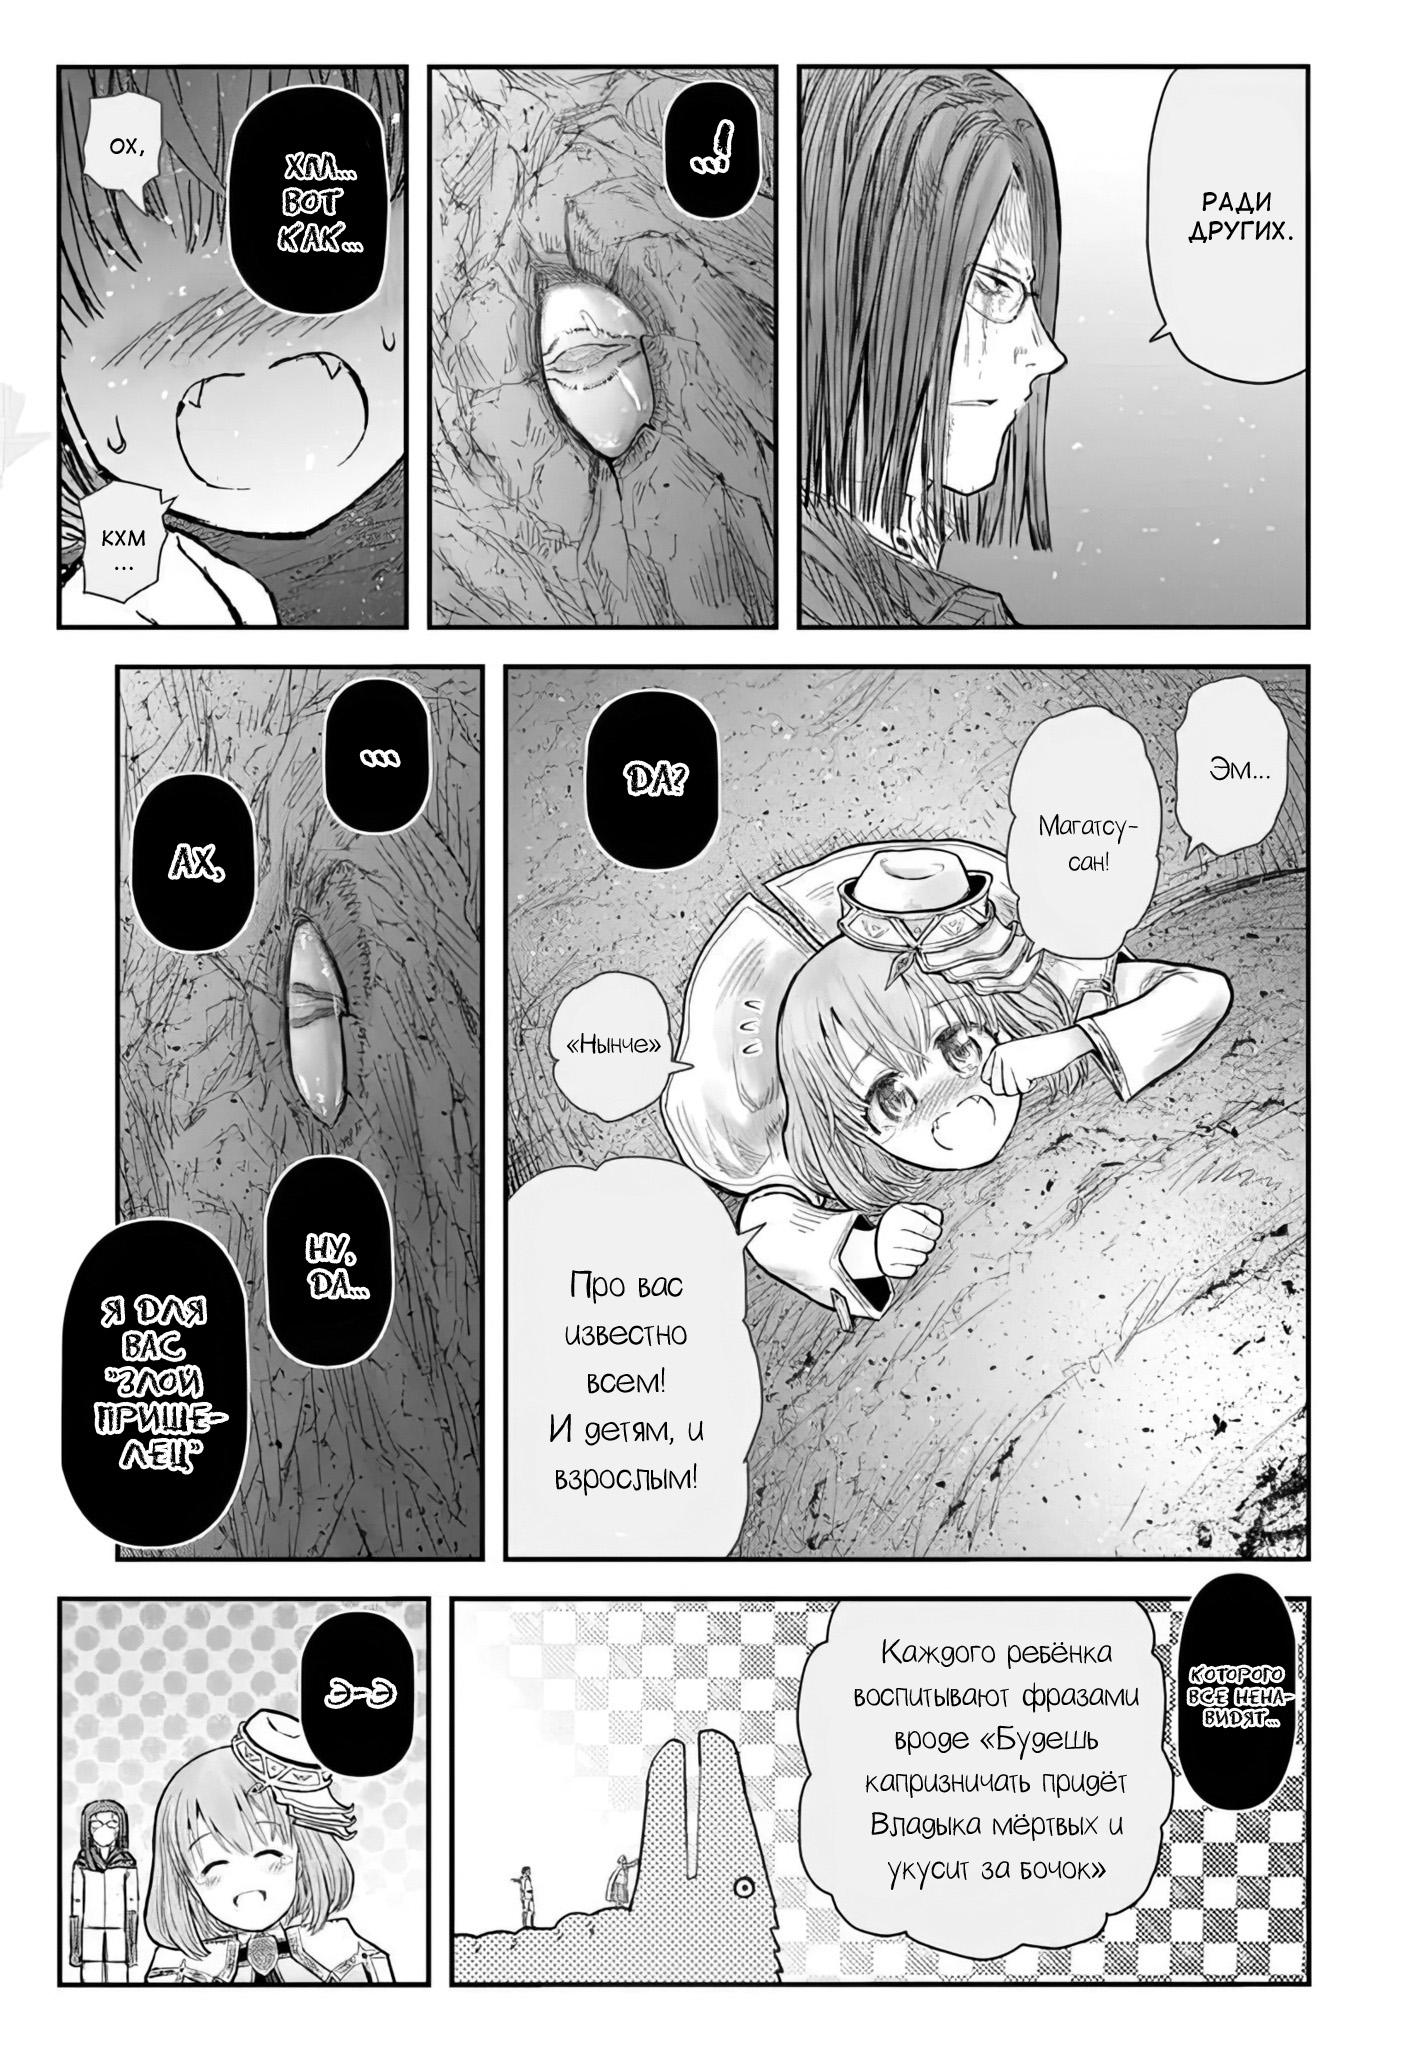 РАДИ
ДРУГИХ.
...!
ХМ...
ВОТ
КАК...
ОХ,
КХМ
...
Эм...
Магатсу-
сан!
ДА?
«Нынче»
Про вас
известно
всем!
И детям, и
взрослым!
...
АХ,
НУ,
ДА...
Я ДЛЯ
ВАС
"ЗЛОЙ
ПРИШЕ-
ЛЕЦ"
КОТОРОГО
ВСЕ НЕНА-
ВИДЯТ...
Каждого ребёнка
воспитывают фразами
вроде «Будешь
капризничать придёт
Владыка мёртвых и
укусит за бочок»
Э-Э